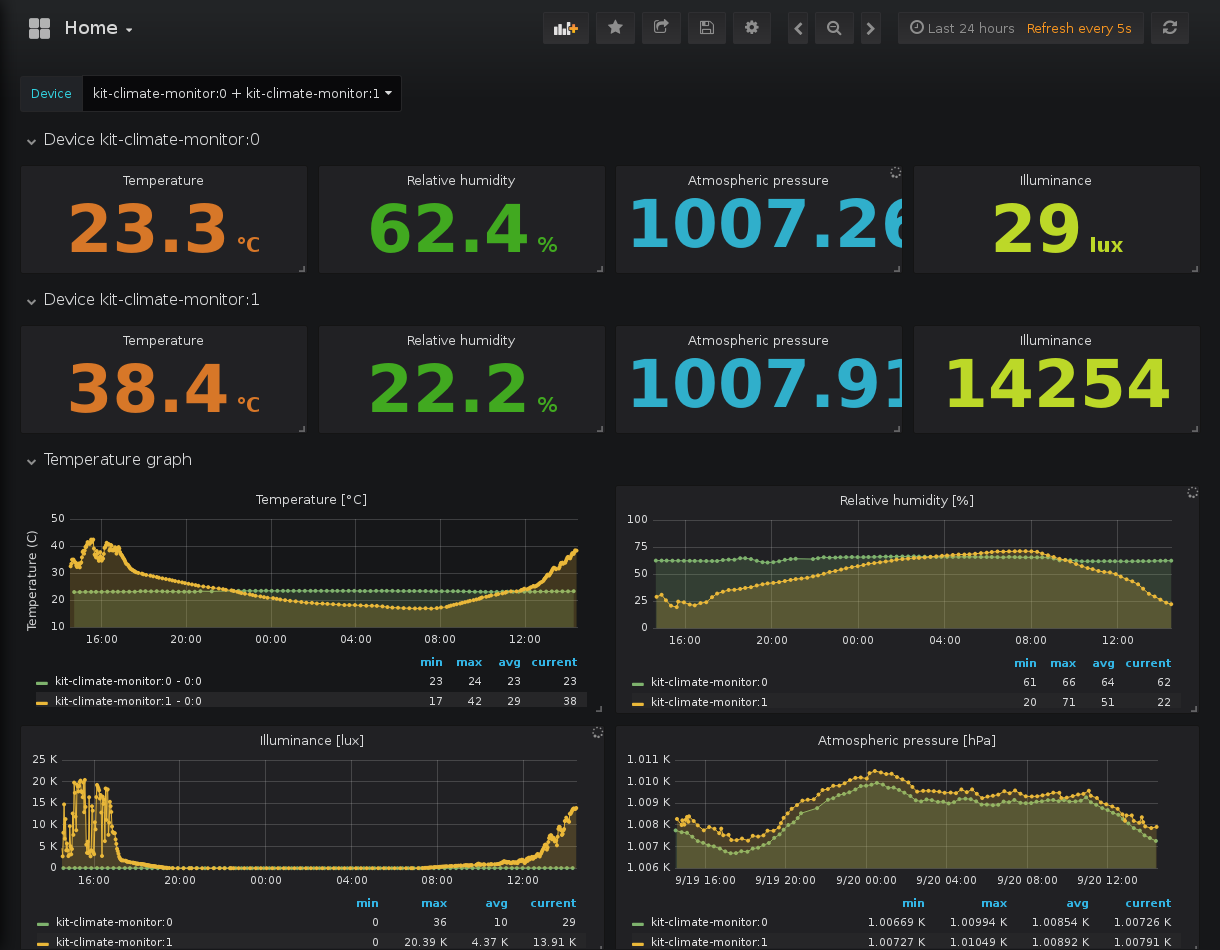 Home
Last 24 hours Refresh every 5s
Device kit-climate-monitor:0 + kit-climate-monitor:1
Device kit-climate-monitor:0
Temperature Relative humidity Atmospheric pressure Illuminance
23.3 °C 62.4 % 1007.26 29 lux
Device kit-climate-monitor:1
Temperature Relative humidity Atmospheric pressure Illuminance
38.4 °C 22.2 % 1007.91 14254
Temperature graph
Temperature [°C]
Temperature (C)
50
40
30
20
10
16:00 20:00 00:00 04:00 08:00 12:00
min max avg current
kit-climate-monitor:0 - 0:0 23 24 23 23
kit-climate-monitor:1 - 0:0 17 42 29 38
Relative humidity [%]
100
75
50
25
0
16:00 20:00 00:00 04:00 08:00 12:00
min max avg current
kit-climate-monitor:0 61 66 64 62
kit-climate-monitor:1 20 71 51 22
Illuminance [lux]
25 K
20 K
15 K
10 K
5 K
0
16:00 20:00 00:00 04:00 08:00 12:00
min max avg current
kit-climate-monitor:0 0 36 10 29
kit-climate-monitor:1 0 20.39 K 4.37 K 13.91 K
Atmospheric pressure [hPa]
1.011 K
1.010 K
1.009 K
1.008 K
1.007 K
1.006 K
9/19 16:00 9/19 20:00 9/20 00:00 9/20 04:00 9/20 08:00 9/20 12:00
min max avg current
kit-climate-monitor:0 1.00669 K 1.00994 K 1.00854 K 1.00726 K
kit-climate-monitor:1 1.00727 K 1.01049 K 1.00892 K 1.00791 K